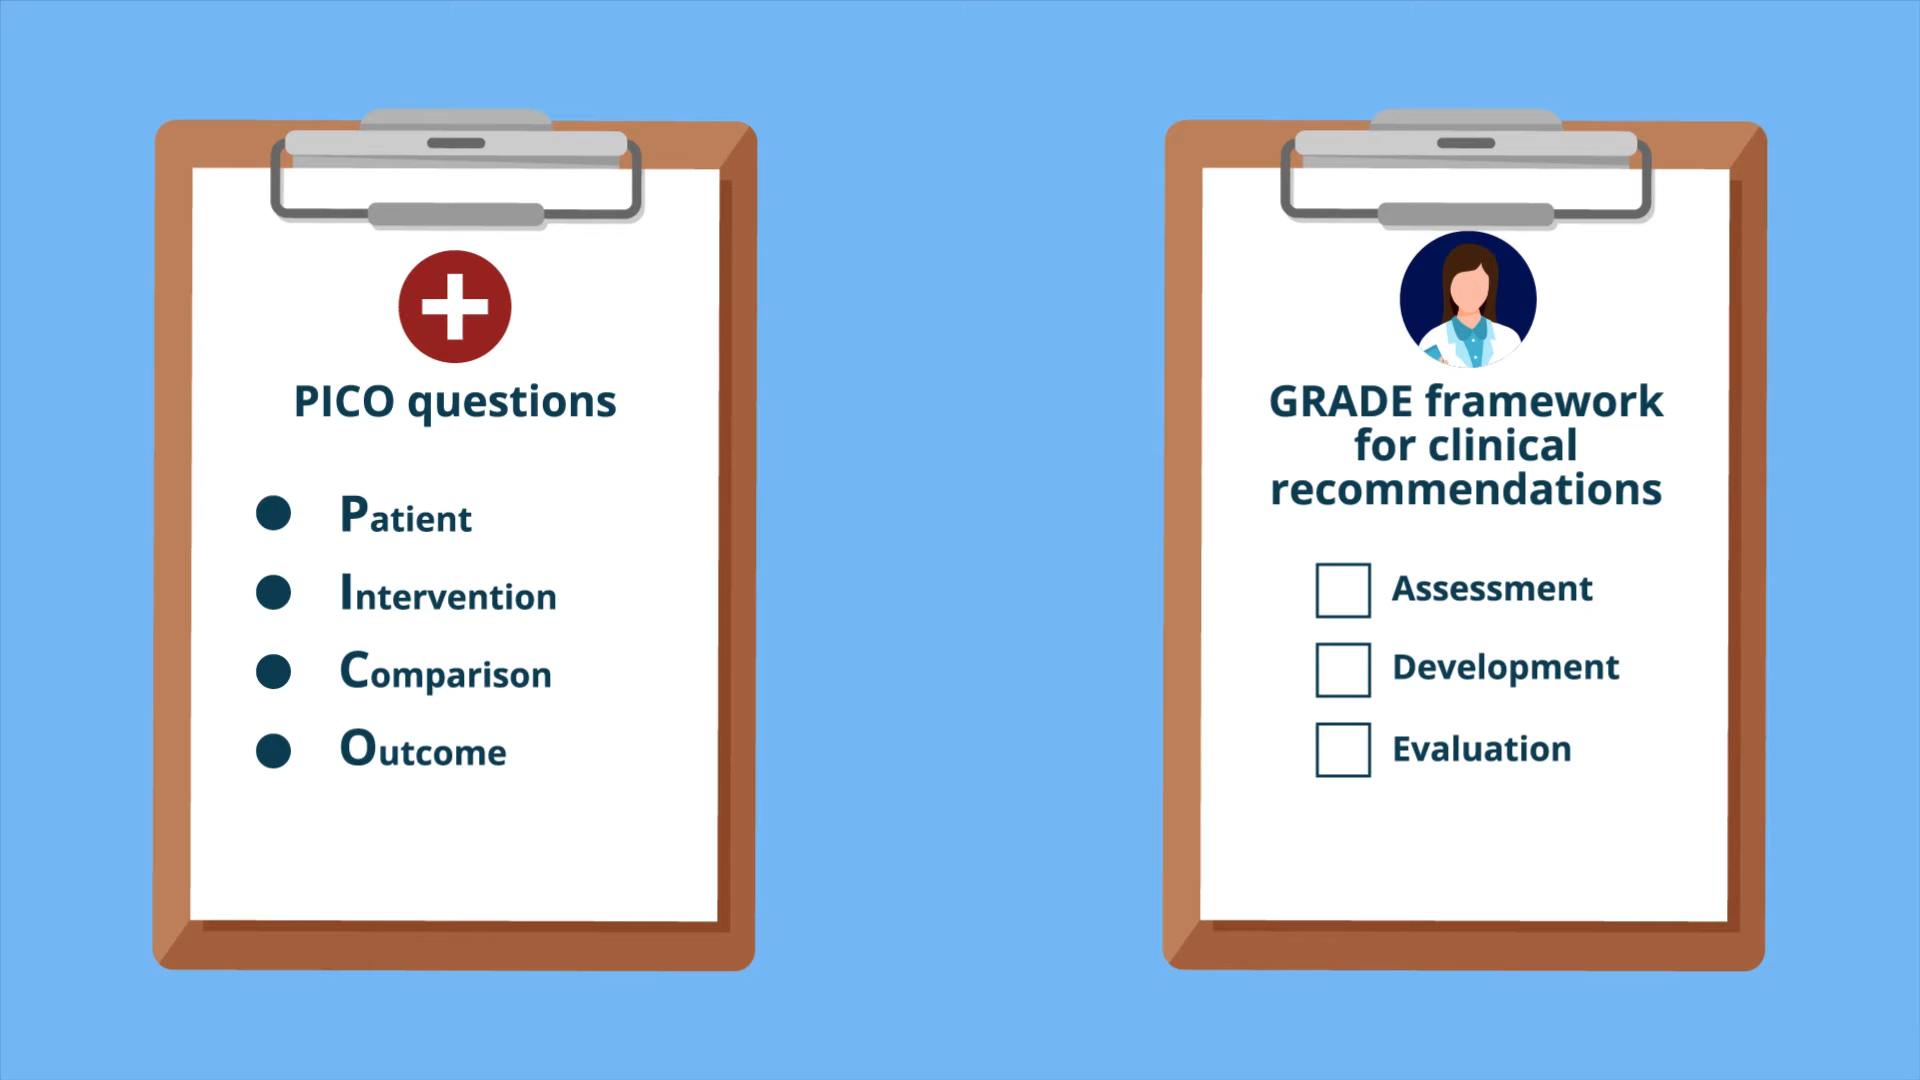 PICO questions
Patient
Intervention
Comparison
Outcome
GRADE framework
for clinical
recommendations
Assessment
Development
Evaluation